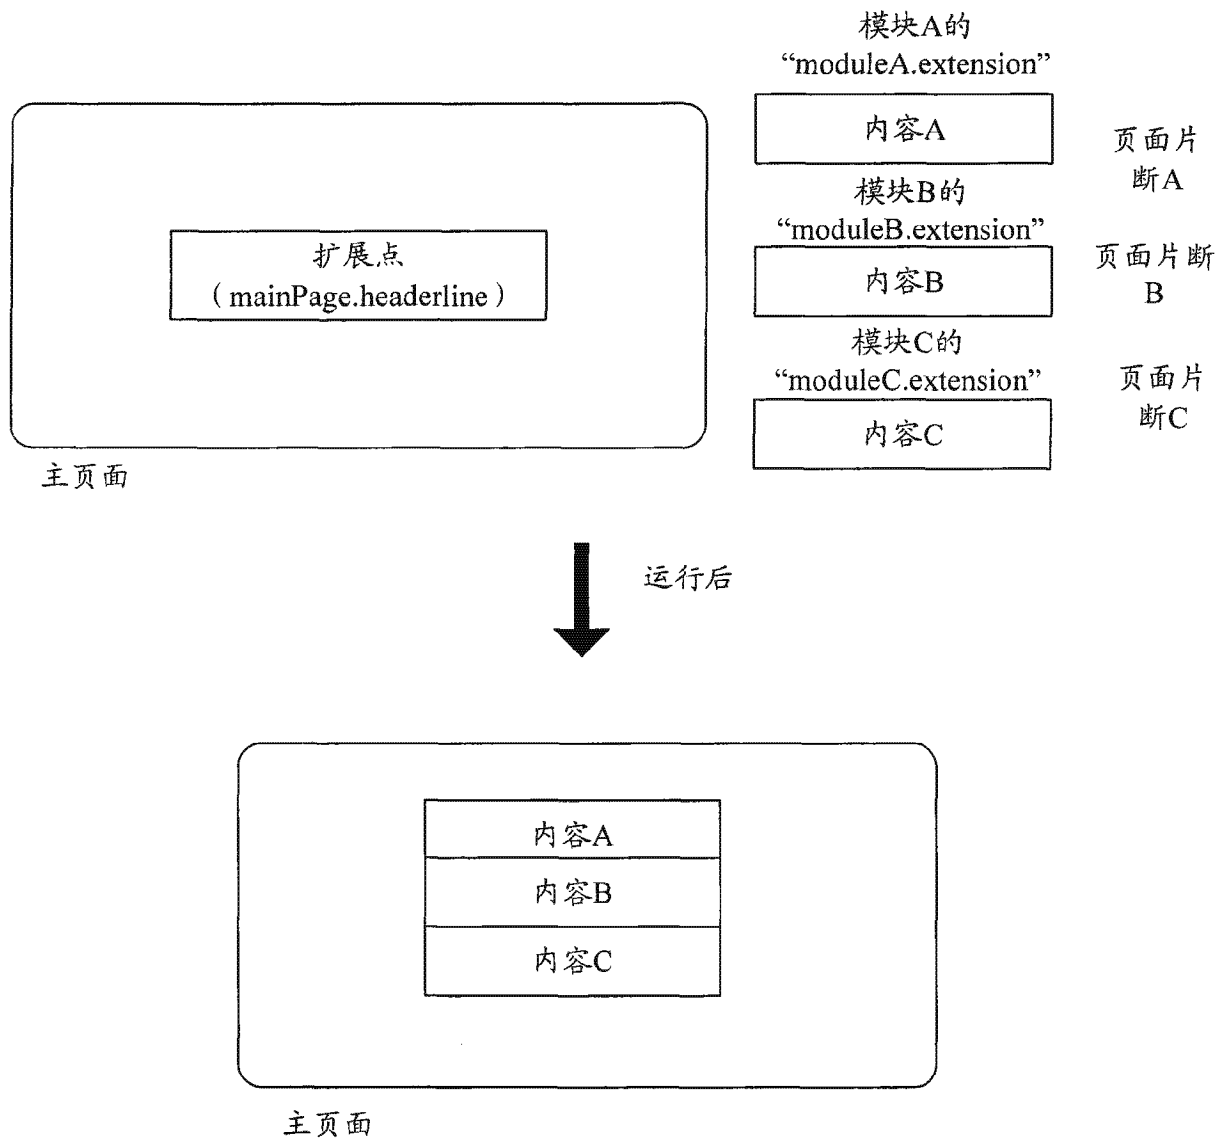 模块A的
“moduleA.extension”
内容A
页面片
断A
扩展点
（mainPage.headerline）
模块B的
“moduleB.extension”
内容B
页面片断
B
模块C的
“moduleC.extension”
内容C
页面片
断C
主页面
运行后
内容A
内容B
内容C
主页面